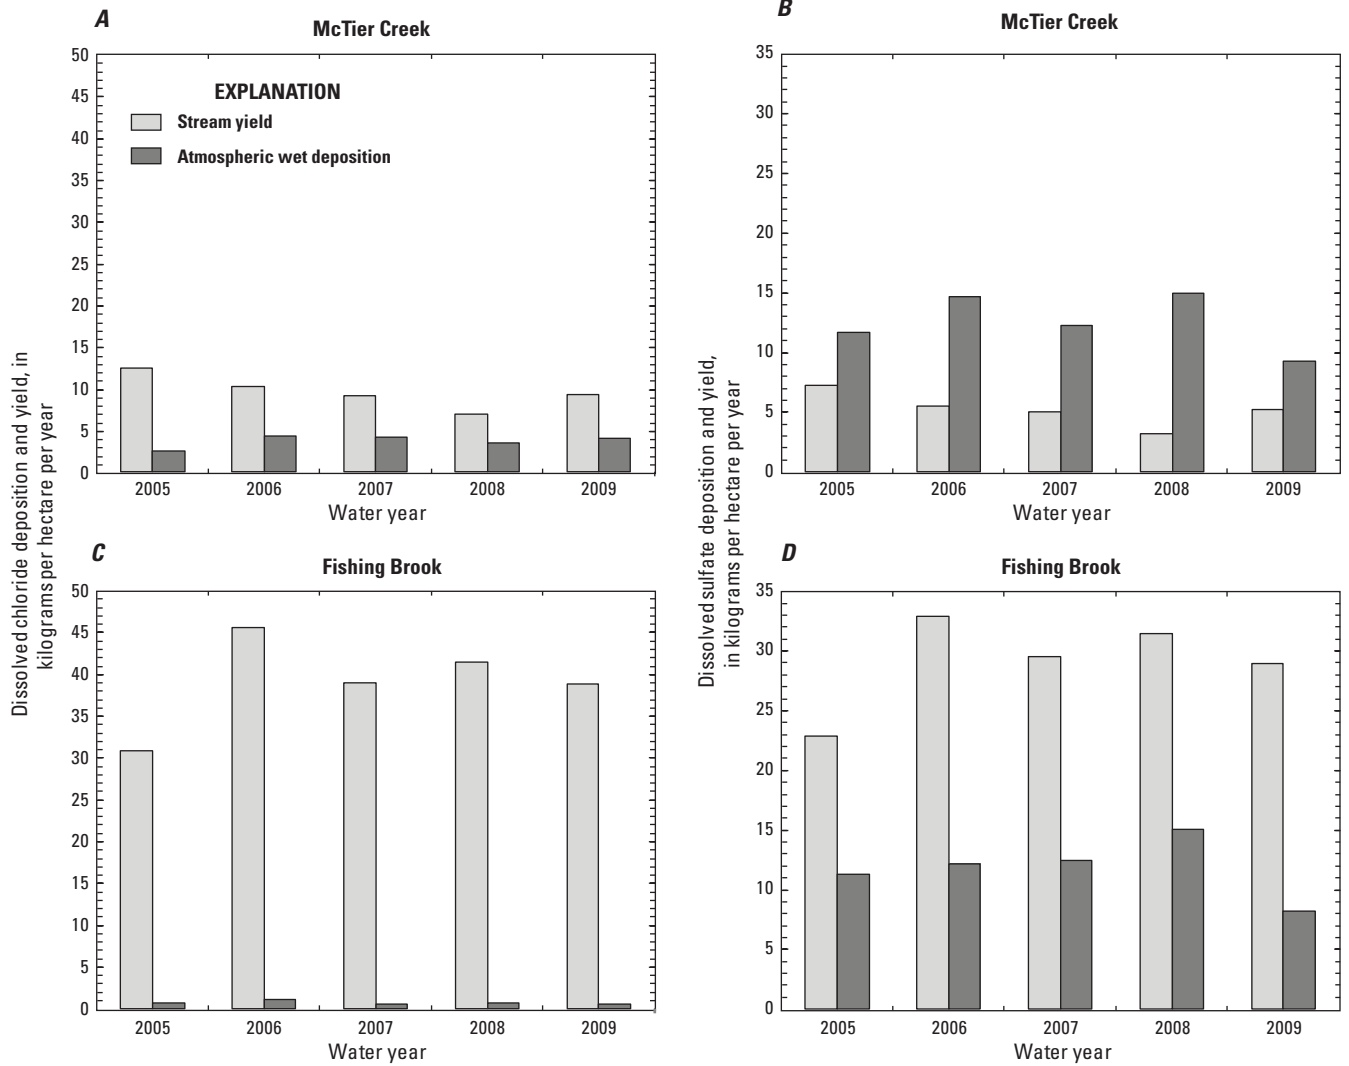 A
McTier Creek
50
45
40
35
30
25
20
15
10
5
0
EXPLANATION
Stream yield
Atmospheric wet deposition
2005 2006 2007 2008 2009
Water year
B
McTier Creek
35
30
25
20
15
10
5
0
2005 2006 2007 2008 2009
Water year
Dissolved chloride deposition and yield, in
kilograms per hectare per year
C
Fishing Brook
50
45
40
35
30
25
20
15
10
5
0
2005 2006 2007 2008 2009
Water year
Dissolved sulfate deposition and yield,
in kilograms per hectare per year
D
Fishing Brook
35
30
25
20
15
10
5
0
2005 2006 2007 2008 2009
Water year